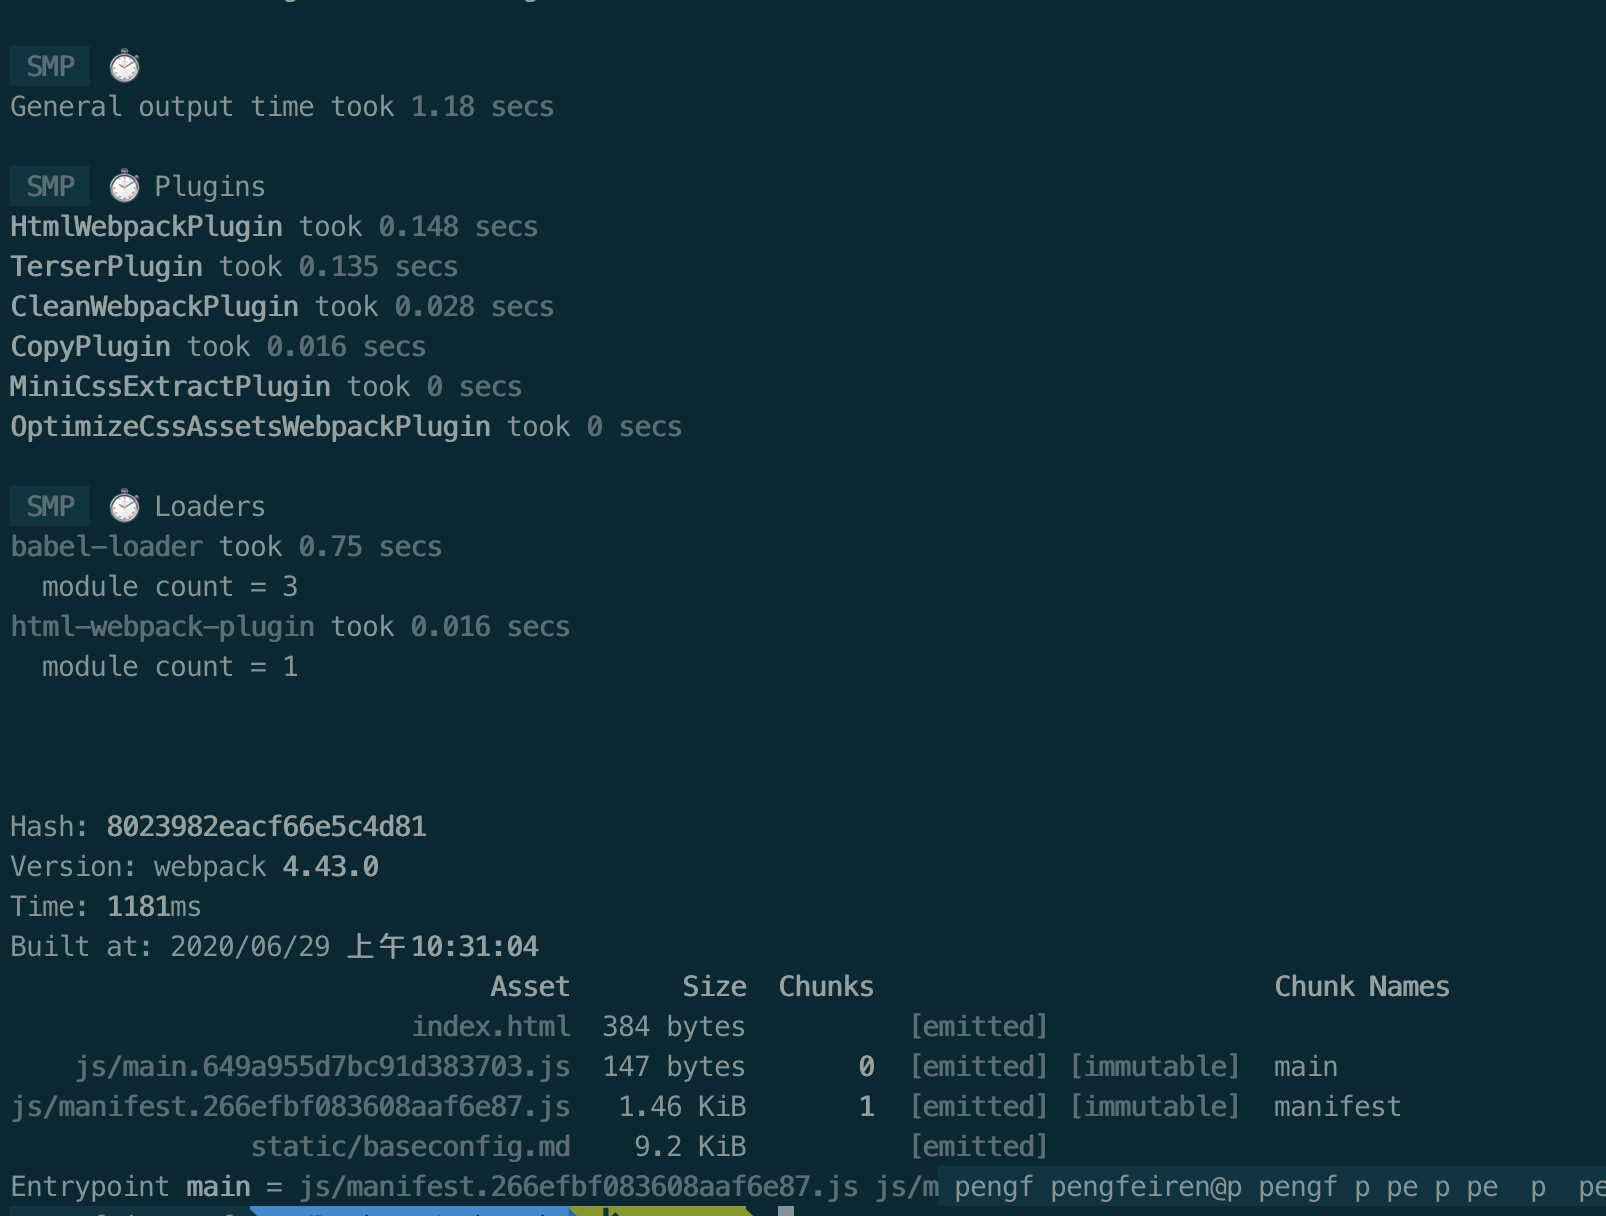 SMP
General output time took 1.18 secs
SMP Plugins
HtmlWebpackPlugin took 0.148 secs
TerserPlugin took 0.135 secs
CleanWebpackPlugin took 0.028 secs
CopyPlugin took 0.016 secs
MiniCssExtractPlugin took 0 secs
OptimizeCssAssetsWebpackPlugin took 0 secs
SMP Loaders
babel-loader took 0.75 secs
module count = 3
html-webpack-plugin took 0.016 secs
module count = 1
Hash: 8023982eacf66e5c4d81
Version: webpack 4.43.0
Time: 1181ms
Built at: 2020/06/29 上午10:31:04
Asset Size Chunks Chunk Names
index.html 384 bytes [emitted]
js/main.649a955d7bc91d383703.js 147 bytes 0 [emitted] [immutable] main
js/manifest.266efbf083608aaf6e87.js 1.46 KiB 1 [emitted] [immutable] manifest
static/baseconfig.md 9.2 KiB [emitted]
Entrypoint main = js/manifest.266efbf083608aaf6e87.js js/m pengf pengfeiren@p pengf p pe p pe p pe